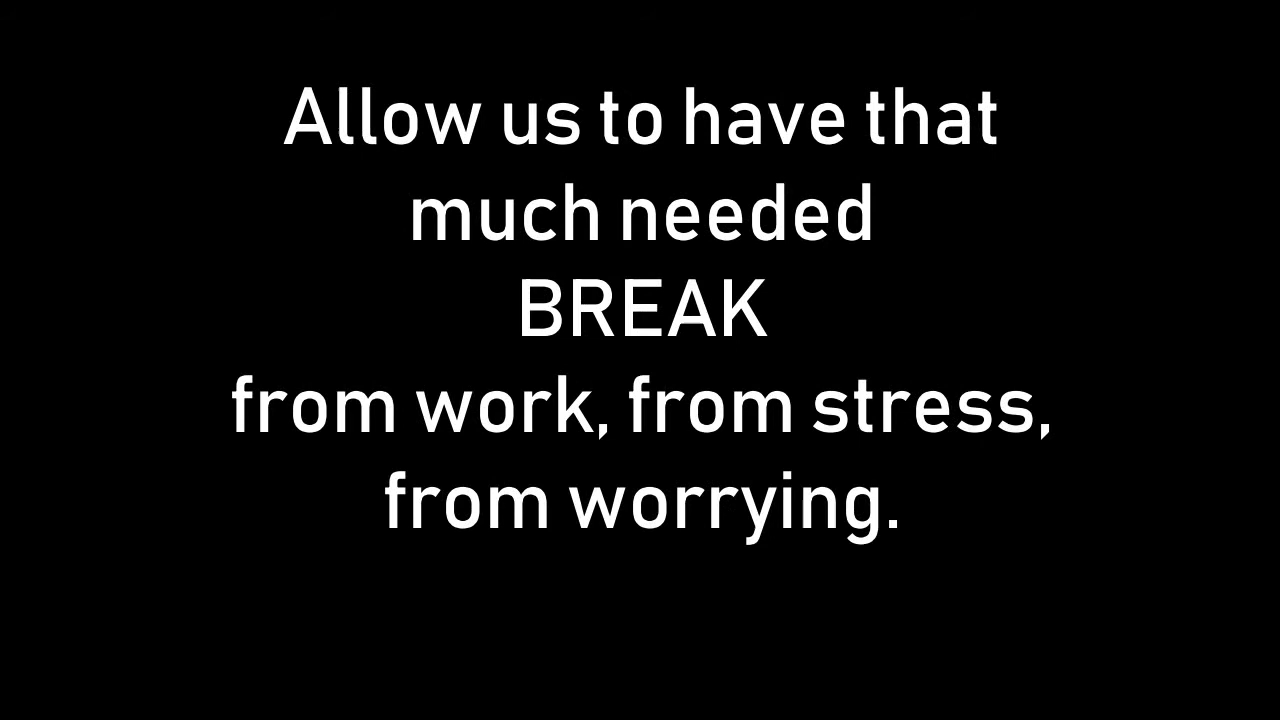 Allow us to have that
much needed
BREAK
from work, from stress,
from worrying.